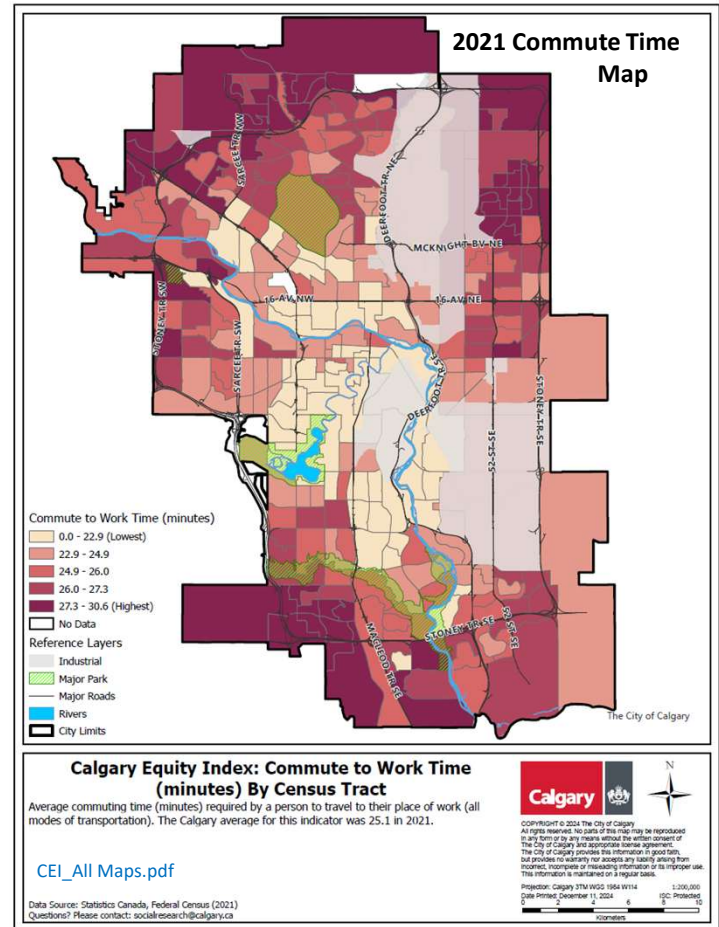 2021 Commute Time
Map
SARCEE TR NW
DEERFOOT TR NE
MCKNIGHT BV NE
16 AV NW
16 AV NE
STONEY TR SW
SARCEE TR SW
DEERFOOT TR SE
52 ST SE
STONEY TR SE
Commute to Work Time (minutes)
0.0 - 22.9 (Lowest)
22.9 - 24.9
24.9 - 26.0
26.0 - 27.3
27.3 - 30.6 (Highest)
No Data
Reference Layers
Industrial
Major Park
Major Roads
Rivers
City Limits
STONEY TR SE
52 ST SE
MACLEOD TR SE
The City of Calgary
Calgary Equity Index: Commute to Work Time
(minutes) By Census Tract
Average commuting time (minutes) required by a person to travel to their place of work (all
modes of transportation). The Calgary average for this indicator was 25.1 in 2021.
CEI_All Maps.pdf
Data Source: Statistics Canada, Federal Census (2021)
Questions? Please contact: socialresearch@calgary.ca
Calgary
N
COPYRIGHT © 2024 The City of Calgary
All rights reserved. No parts of this map may be reproduced
in any form or by any means without the written consent of
The City of Calgary and appropriate license agreement.
The City of Calgary provides this information in good faith,
but provides no warranty nor accepts any liability arising from
incorrect, incomplete or misleading information or its improper use.
This information is maintained on a regular basis.
Projection: Calgary 3TM WGS 1984 W114
1:200,000
Date Printed: December 11, 2024
ISC: Protected
0 2 4 6 8 10
Kilometers